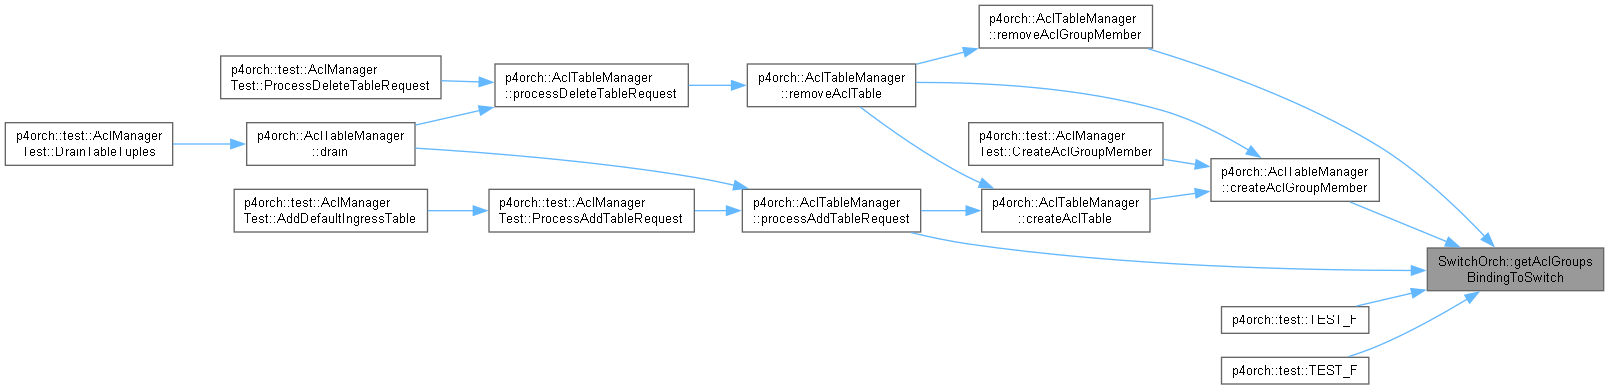 p4orch::AclTableManager
::removeAclGroupMember
p4orch::test::AclManager
Test::ProcessDeleteTableRequest
p4orch::AclTableManager
::processDeleteTableRequest
p4orch::AclTableManager
::removeAclTable
p4orch::test::AclManager
Test::DrainTableTuples
p4orch::AclTableManager
::drain
p4orch::test::AclManager
Test::CreateAclGroupMember
p4orch::AclTableManager
::createAclGroupMember
p4orch::test::AclManager
Test::AddDefaultIngressTable
p4orch::test::AclManager
Test::ProcessAddTableRequest
p4orch::AclTableManager
::processAddTableRequest
p4orch::AclTableManager
::createAclTable
SwitchOrch::getAclGroups
BindingToSwitch
p4orch::test::TEST_F
p4orch::test::TEST_F